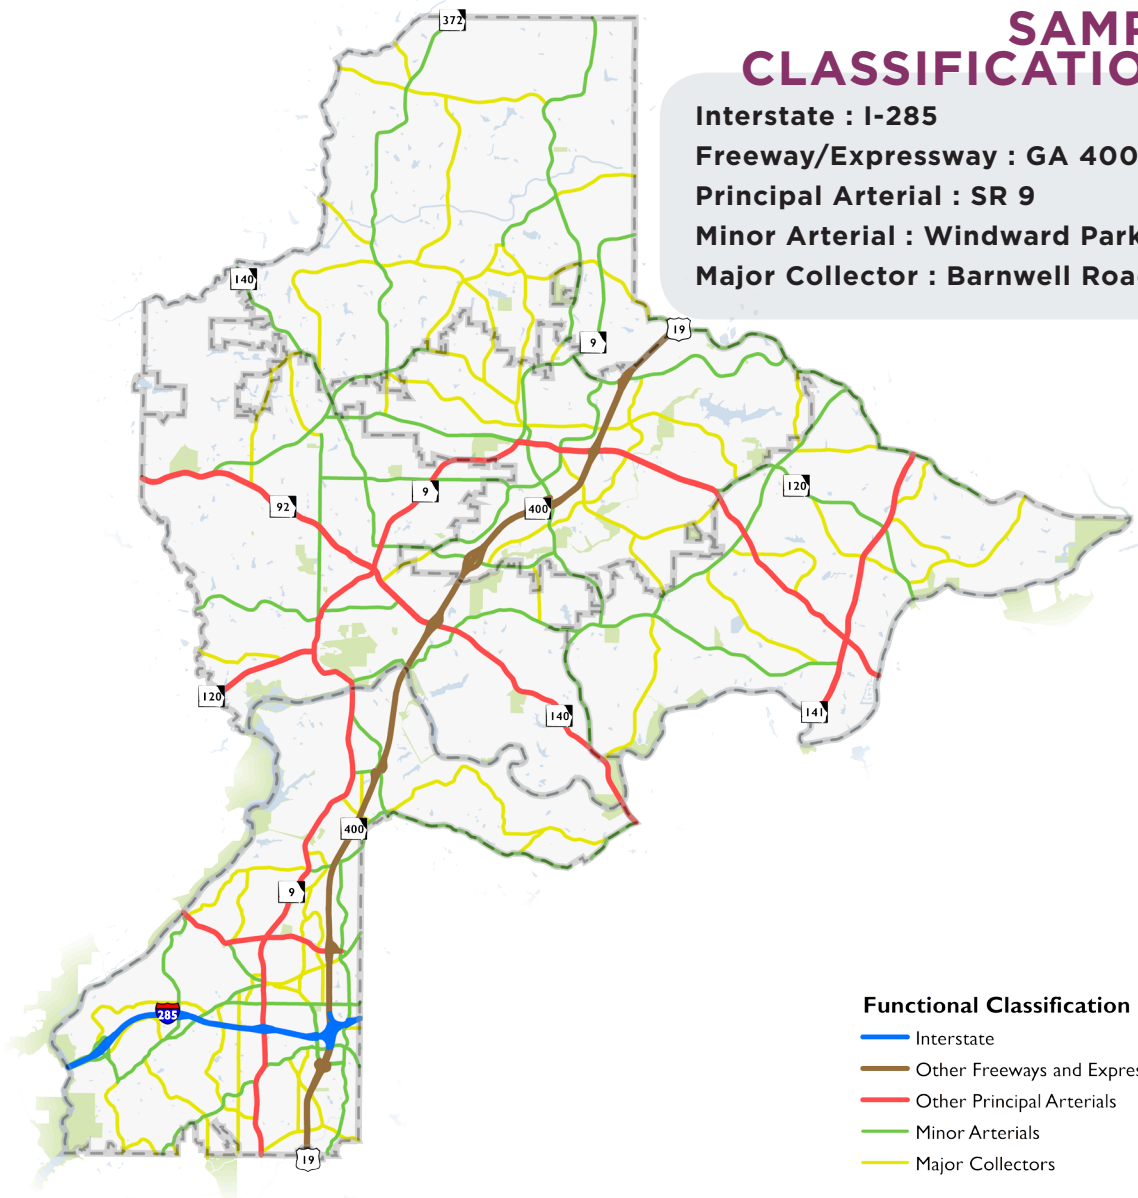 SAMP
CLASSIFICATIO
Interstate : I-285
Freeway/Expressway : GA 400
Principal Arterial : SR 9
Minor Arterial : Windward Park
Major Collector : Barnwell Roa
372
140
19
9
120
92
9
400
120
140
141
400
9
285
19
Functional Classification
Interstate
Other Freeways and Expres
Other Principal Arterials
Minor Arterials
Major Collectors